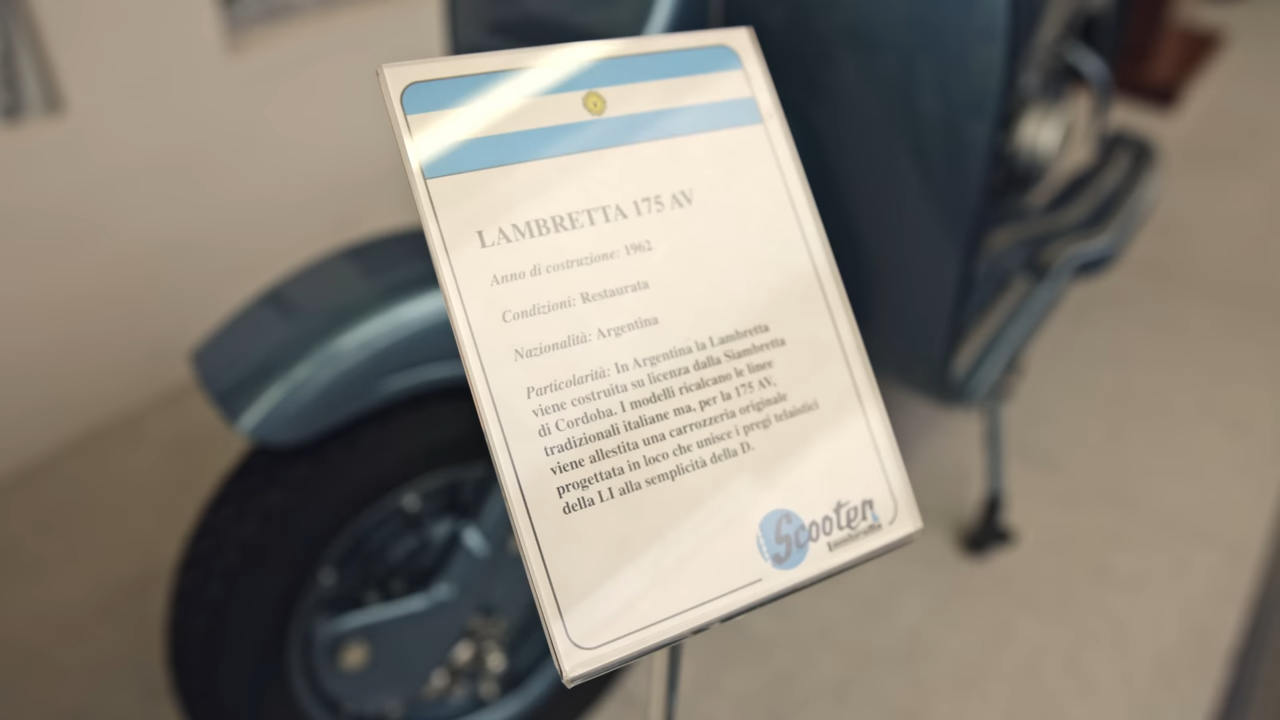 LAMBRETTA 175 AV
Anno di costruzione: 1962
Condizioni: Restaurata
Nazionalità: Argentina
Particolarità: In Argentina la Lambretta
viene costruita su licenza dalla Siambretta
di Cordoba. I modelli ricalcano le linee
tradizionali italiane ma, per la 175 AV,
viene allestita una carrozzeria originale
progettata in loco che unisce i pregi telaistici
della LI alla semplicità della D.
Scooter
Lambretta